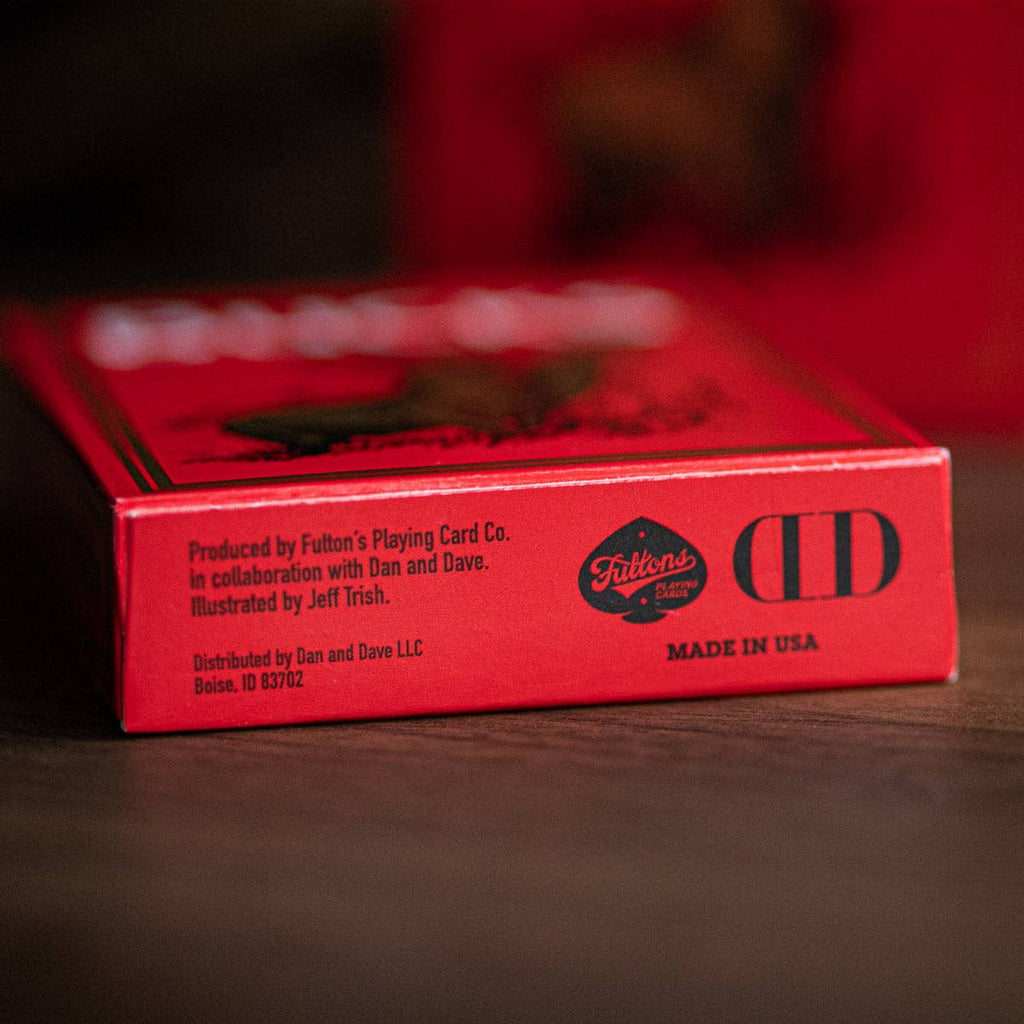 Produced by Fulton's Playing Card Co.
in collaboration with Dan and Dave.
Illustrated by Jeff Trish.
Distributed by Dan and Dave LLC
Boise, ID 83702
Fultons
PLAYING
CARDS
DD
MADE IN USA